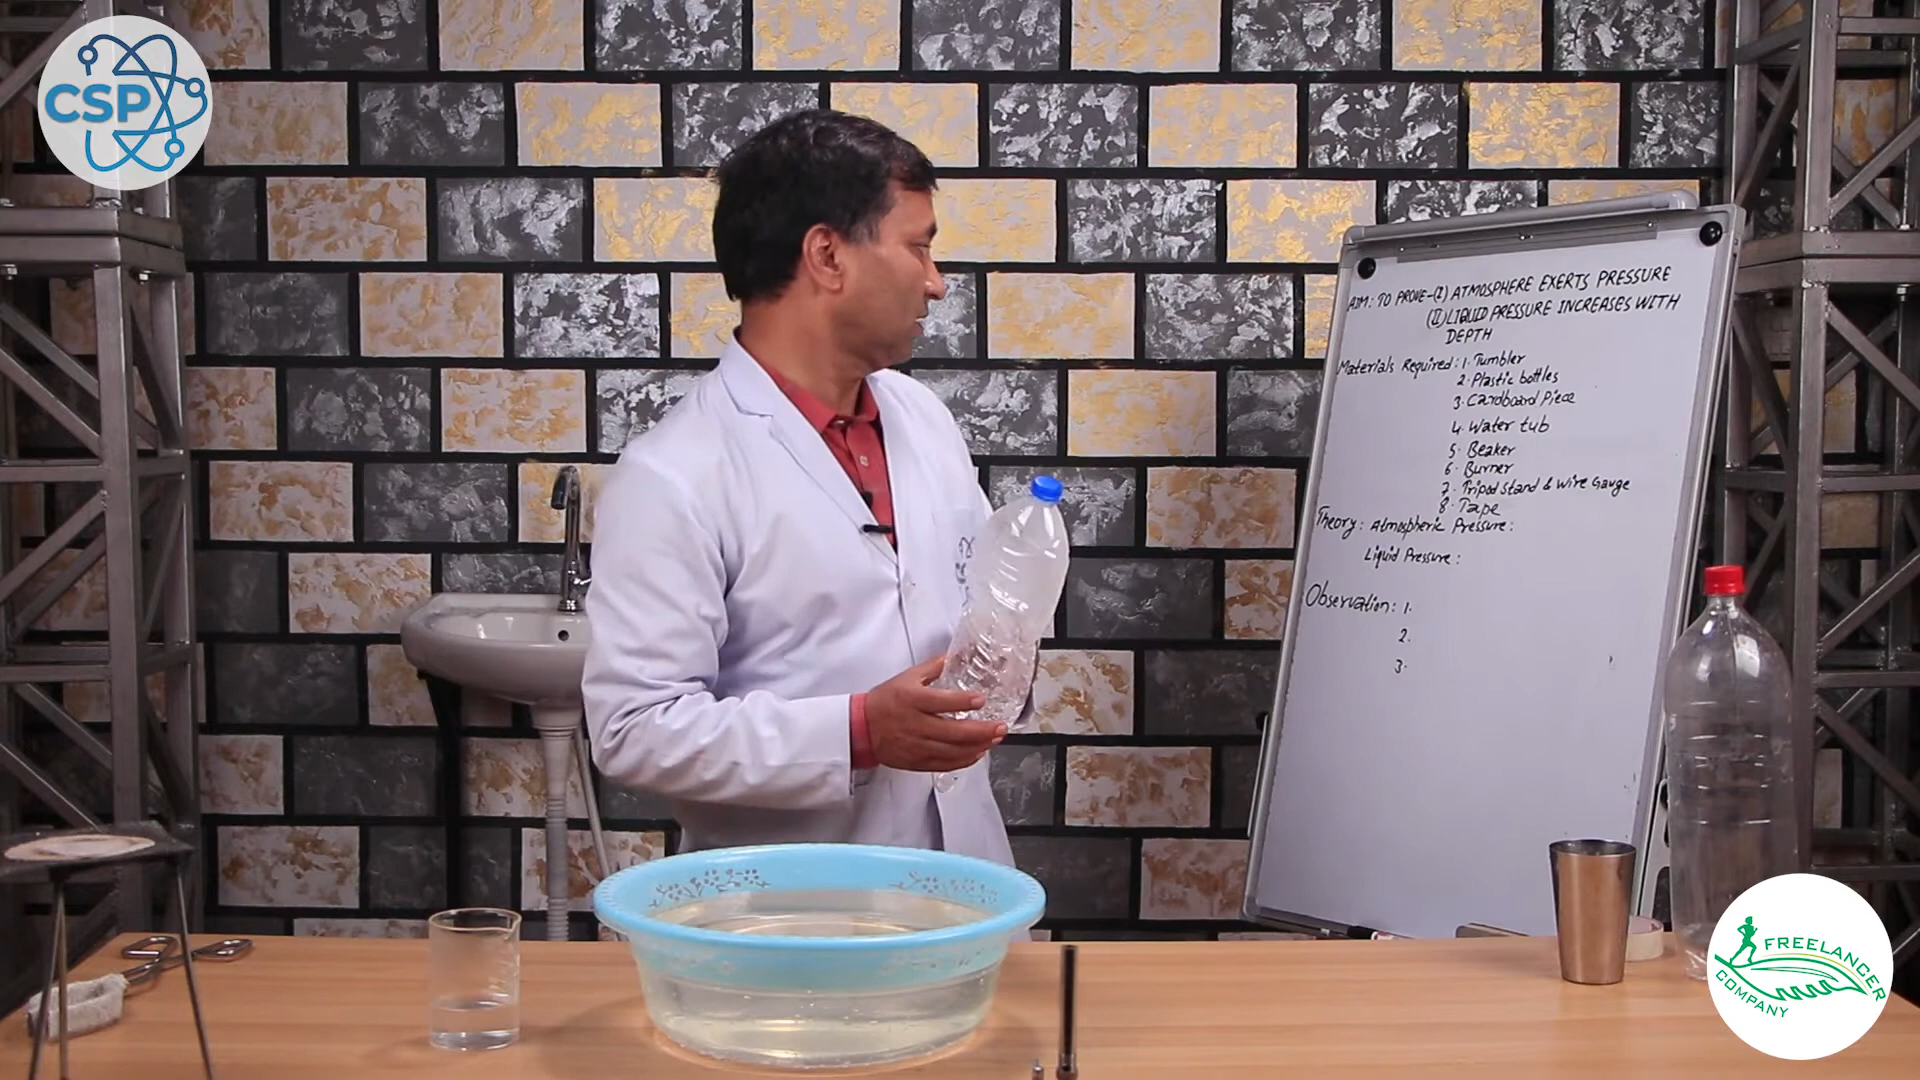 CSP
AIM: TO PROVE-(I) ATMOSPHERE EXERTS PRESSURE
(II) LIQUID PRESSURE INCREASES WITH
DEPTH
Materials Required: 1. Tumbler
2. Plastic bottles
3. Cardboard Piece
4. Water tub
5. Beaker
6. Burner
7. Tripod Stand & Wire Gauge
8. Tape
Theory: Atmospheric Pressure:
Liquid Pressure:
Observation: 1.
2.
3.
FREELANCER
COMPANY